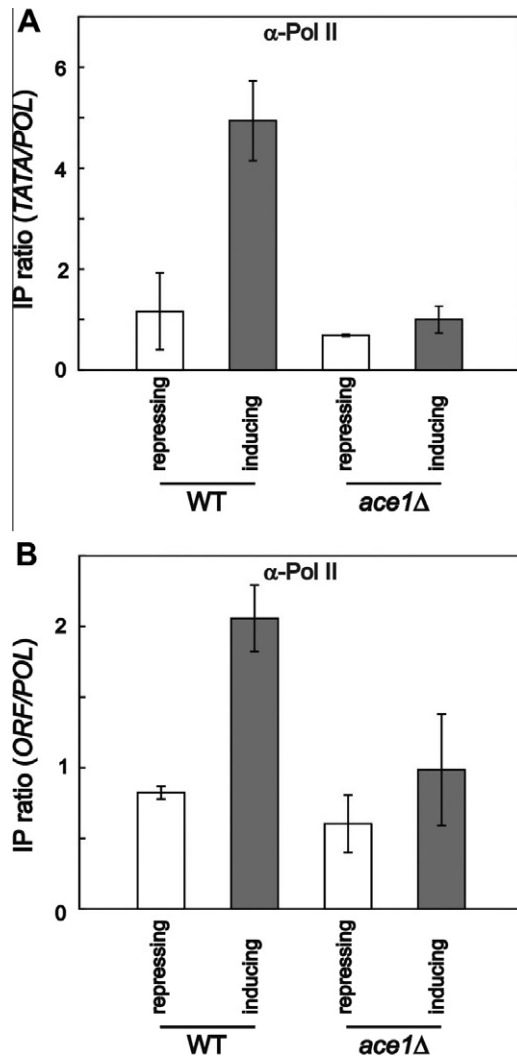 A
α-Pol II
IP ratio (TATA/POL)
6
4
2
0
repressing
inducing
repressing
inducing
WT
ace1Δ
B
α-Pol II
IP ratio (ORF/POL)
2
1
0
repressing
inducing
repressing
inducing
WT
ace1Δ